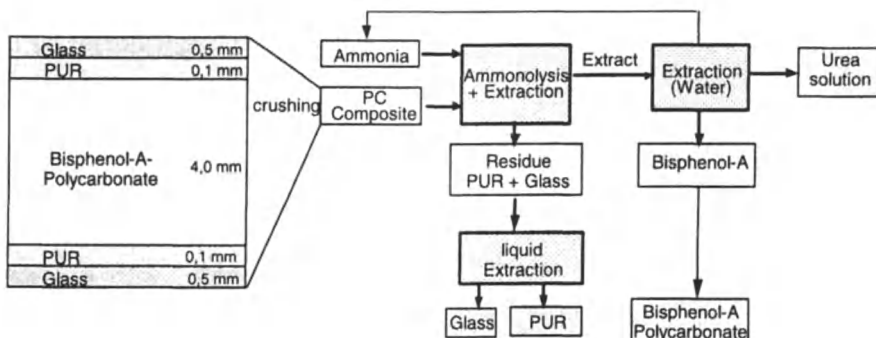 Glass 0,5 mm
PUR 0,1 mm
Bisphenol-A-
Polycarbonate
4,0 mm
PUR 0,1 mm
Glass 0,5 mm
crushing
Ammonia
PC
Composite
Ammonolysis
+ Extraction
Extract
Extraction
(Water)
Urea
solution
Residue
PUR + Glass
Bisphenol-A
liquid
Extraction
Glass
PUR
Bisphenol-A
Polycarbonate